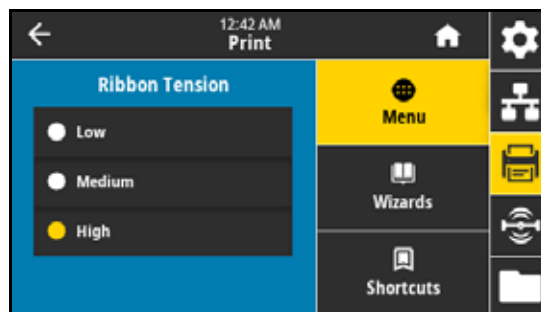 12:42 AM
Print
Ribbon Tension
Low
Medium
High
Menu
Wizards
Shortcuts